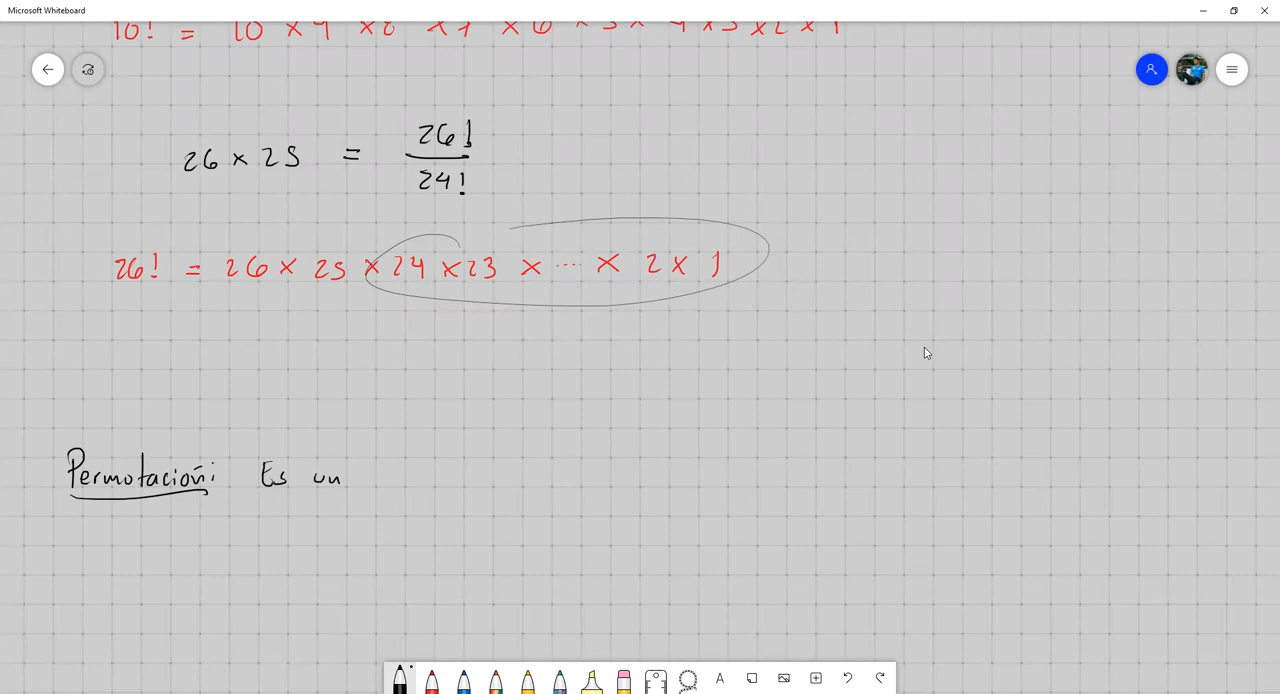 Microsoft Whiteboard
10! = 10 × 9 × 8 × 7 × 6 × 5 × 4 × 3 × 2 × 1
26 × 25 = 26! / 24!
26! = 26 × 25 × 24 × 23 × ... × 2 × 1
Permutación: Es un
A